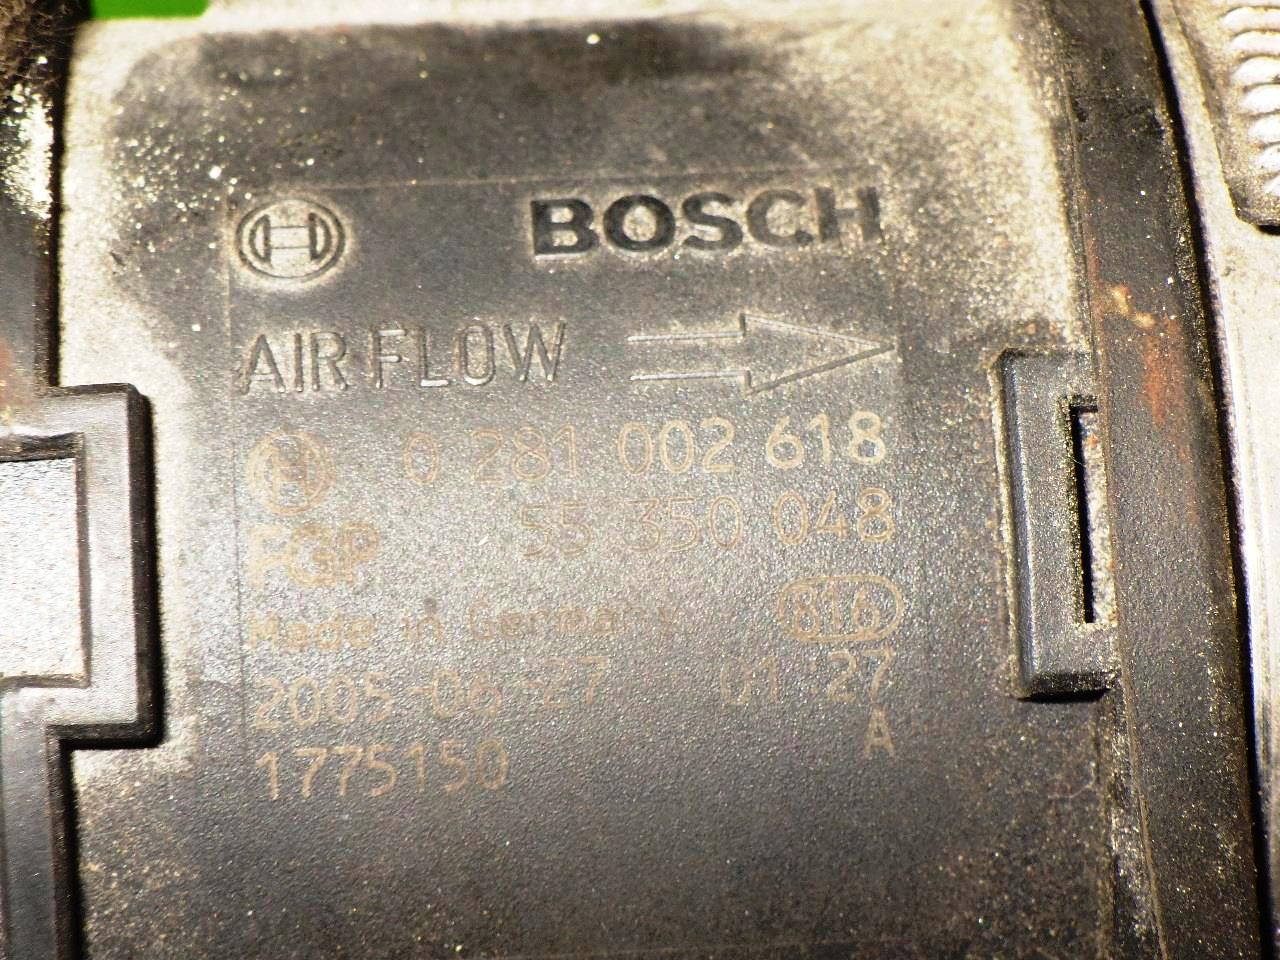 BOSCH
AIR FLOW
0 281 002 618
FGP 55 350 048
Made in Germany 816
2005-06-27 01 27
1775150 A